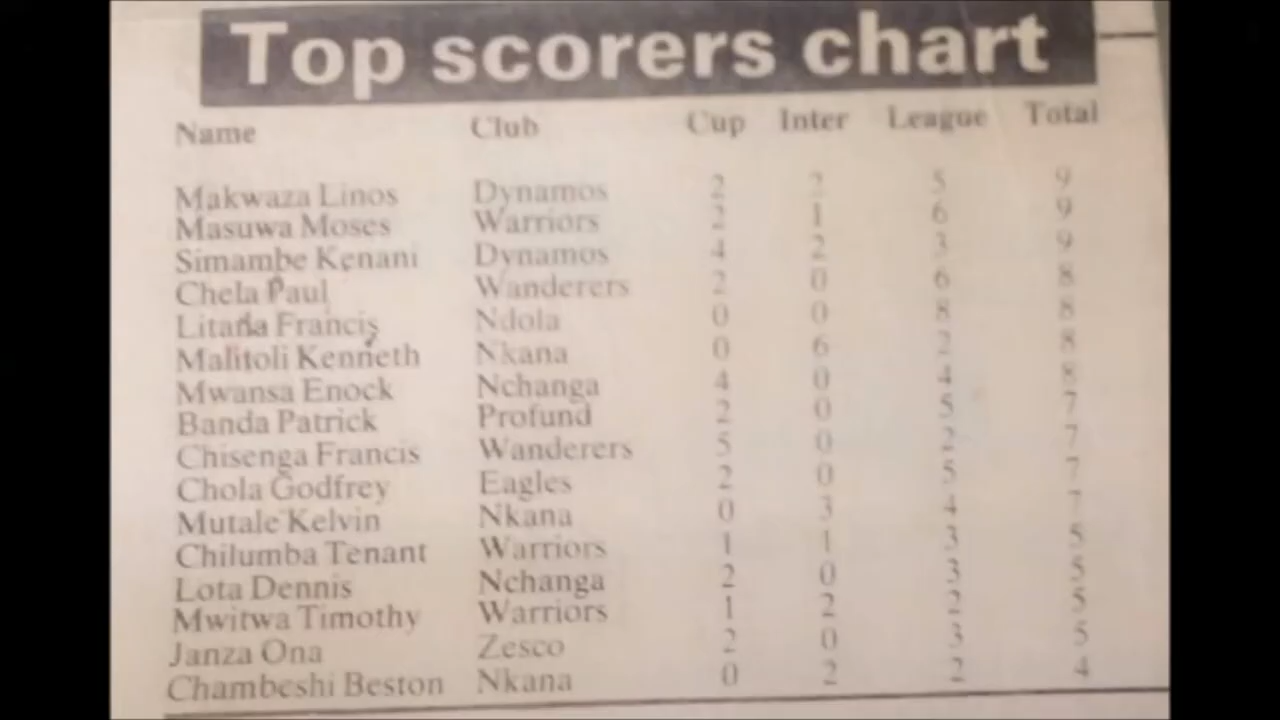 Top scorers chart
Name Club Cup Inter League Total
Makwaza Linos Dynamos 2 2 5 9
Masuwa Moses Warriors 2 1 6 9
Simambe Kenani Dynamos 4 2 3 9
Chela Paul Wanderers 2 0 6 8
Litana Francis Ndola 0 0 8 8
Malitoli Kenneth Nkana 0 6 2 8
Mwansa Enock Nchanga 4 0 4 8
Banda Patrick Profund 2 0 5 7
Chisenga Francis Wanderers 5 0 2 7
Chola Godfrey Eagles 2 0 5 7
Mutale Kelvin Nkana 0 3 4 7
Chilumba Tenant Warriors 1 1 3 5
Lota Dennis Nchanga 2 0 3 5
Mwitwa Timothy Warriors 1 2 2 5
Janza Ona Zesco 2 0 3 5
Chambeshi Beston Nkana 0 2 2 4